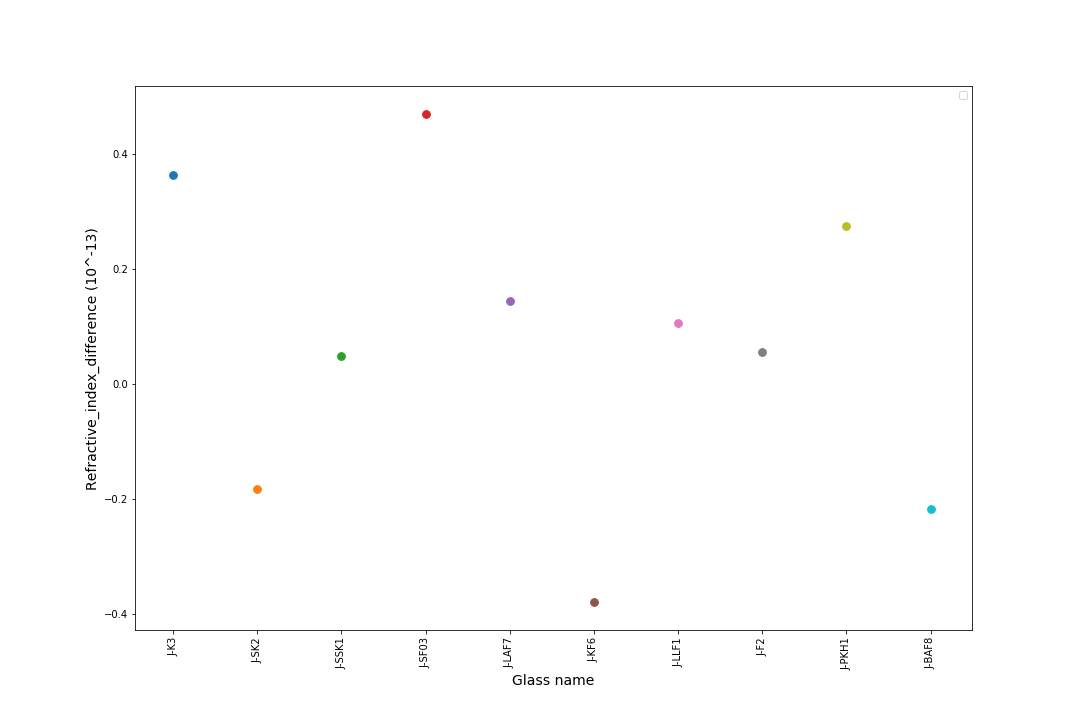 Refractive_index_difference (10^-13)
0.4
0.2
0.0
−0.2
−0.4
J-K3
J-SK2
J-SSK1
J-SF03
J-LAF7
J-KF6
J-LLF1
J-F2
J-PKH1
J-BAF8
Glass name